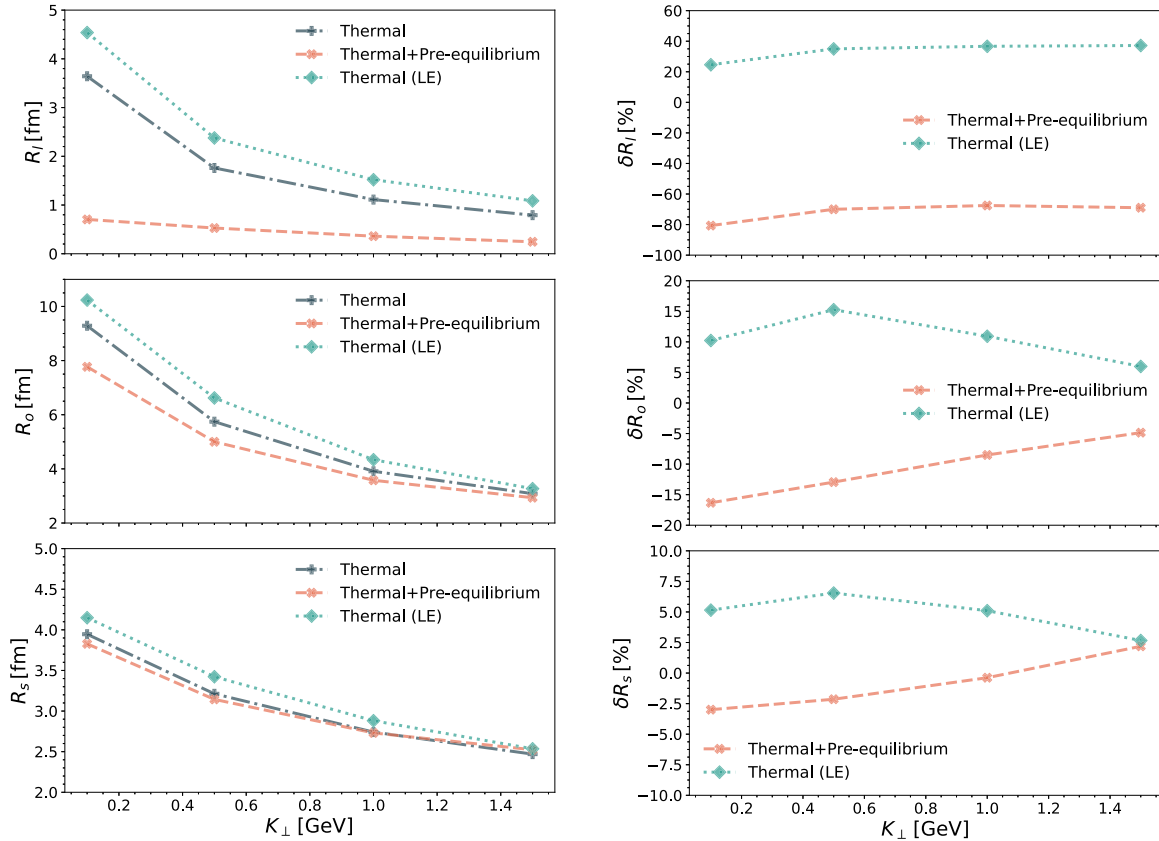 5
4
3
2
1
0
R_l [fm]
Thermal
Thermal+Pre-equilibrium
Thermal (LE)
10
8
6
4
2
R_o [fm]
Thermal
Thermal+Pre-equilibrium
Thermal (LE)
5.0
4.5
4.0
3.5
3.0
2.5
2.0
R_s [fm]
Thermal
Thermal+Pre-equilibrium
Thermal (LE)
0.2 0.4 0.6 0.8 1.0 1.2 1.4
K_⊥ [GeV]
80
60
40
20
0
−20
−40
−60
−80
−100
δR_l [%]
Thermal+Pre-equilibrium
Thermal (LE)
20
15
10
5
0
−5
−10
−15
−20
δR_o [%]
Thermal+Pre-equilibrium
Thermal (LE)
10.0
7.5
5.0
2.5
0.0
−2.5
−5.0
−7.5
−10.0
δR_s [%]
Thermal+Pre-equilibrium
Thermal (LE)
0.2 0.4 0.6 0.8 1.0 1.2 1.4
K_⊥ [GeV]